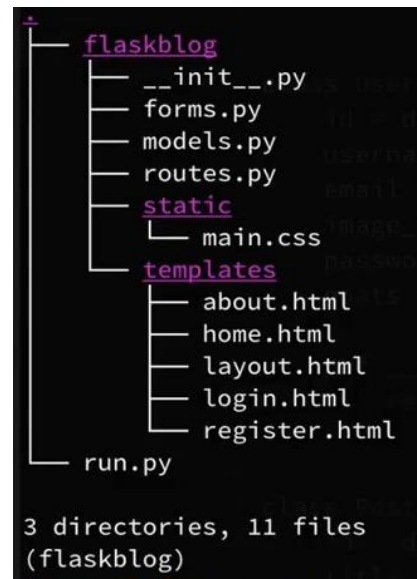 .
├── flaskblog
│   ├── __init__.py
│   ├── forms.py
│   ├── models.py
│   ├── routes.py
│   ├── static
│   │   └── main.css
│   └── templates
│       ├── about.html
│       ├── home.html
│       ├── layout.html
│       ├── login.html
│       └── register.html
└── run.py
3 directories, 11 files
(flaskblog)